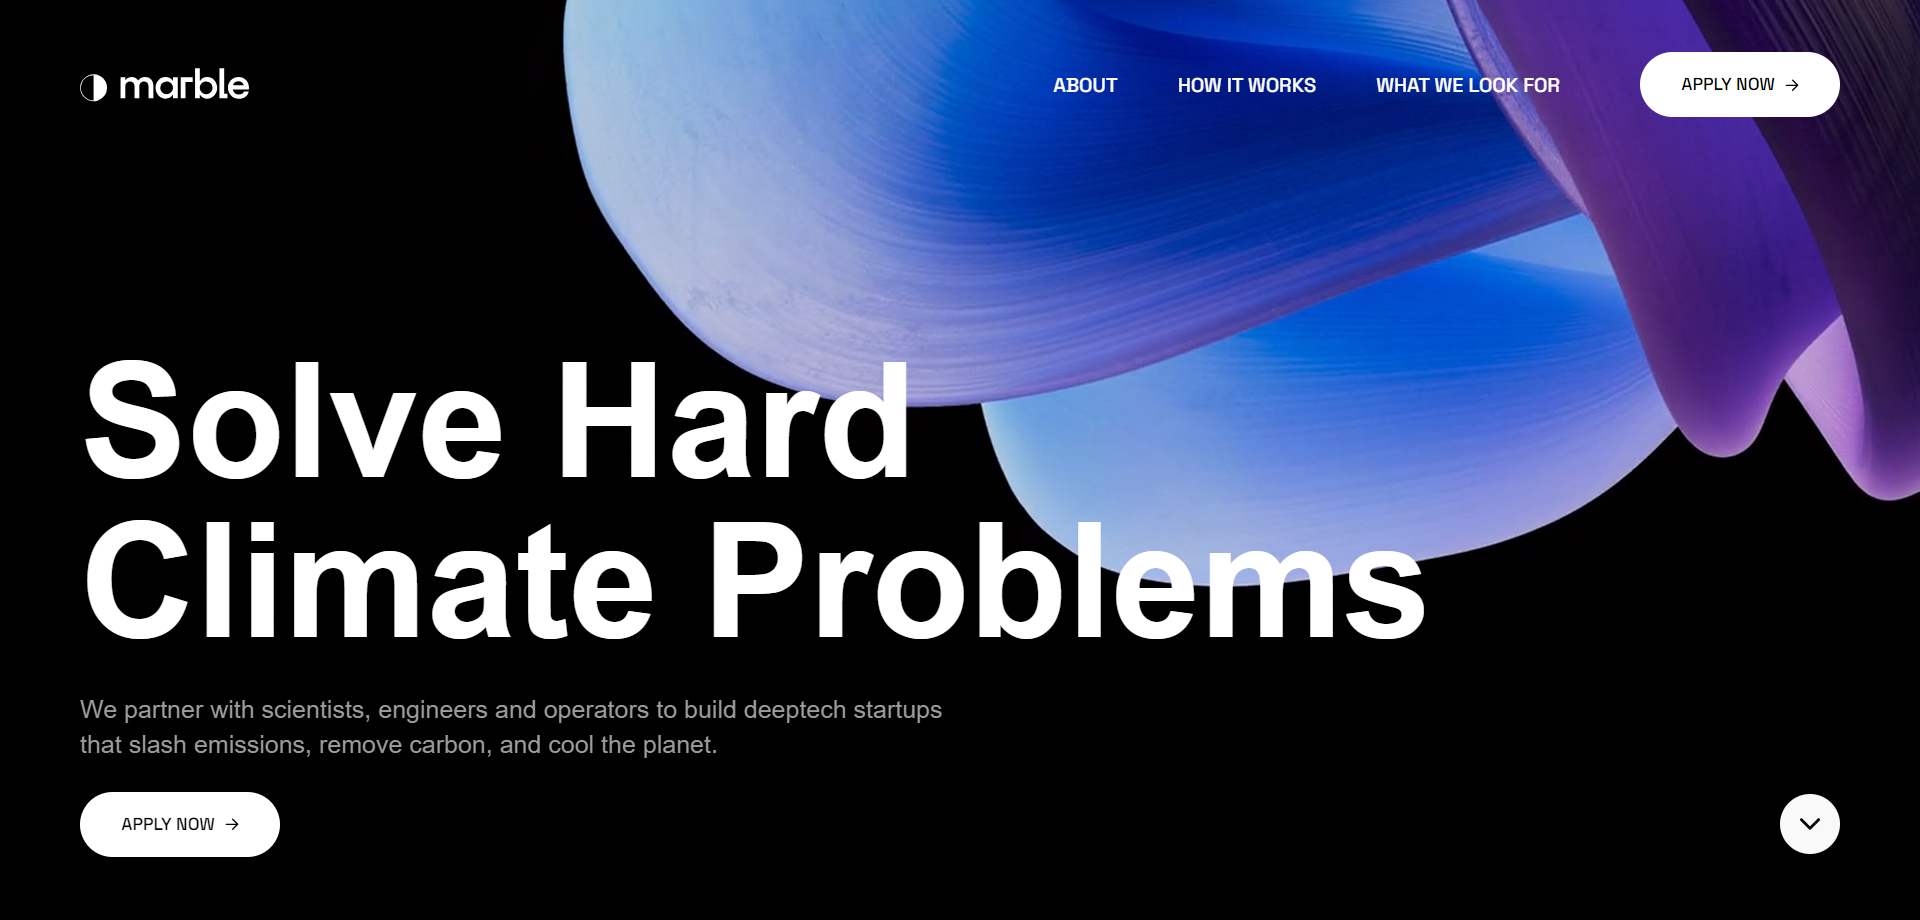 marble
ABOUT
HOW IT WORKS
WHAT WE LOOK FOR
APPLY NOW →
Solve Hard
Climate Problems
We partner with scientists, engineers and operators to build deeptech startups
that slash emissions, remove carbon, and cool the planet.
APPLY NOW →